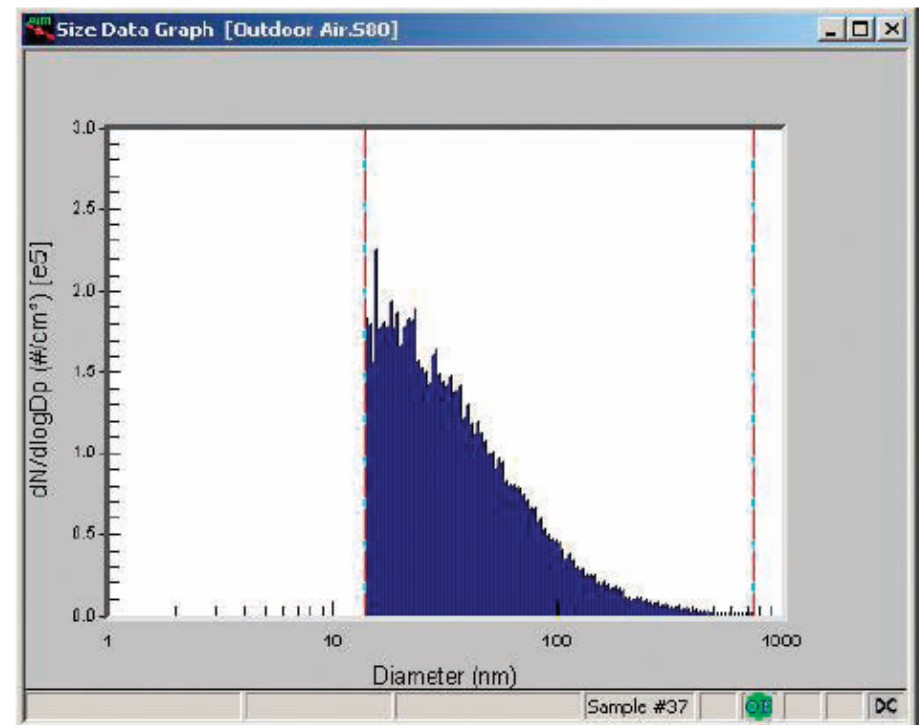 Size Data Graph [Outdoor Air.S80]
3.0
2.5
2.0
1.5
1.0
0.5
0.0
dN/dlogDp (#/cm³) [e5]
1 10 100 1000
Diameter (nm)
Sample #37 DC